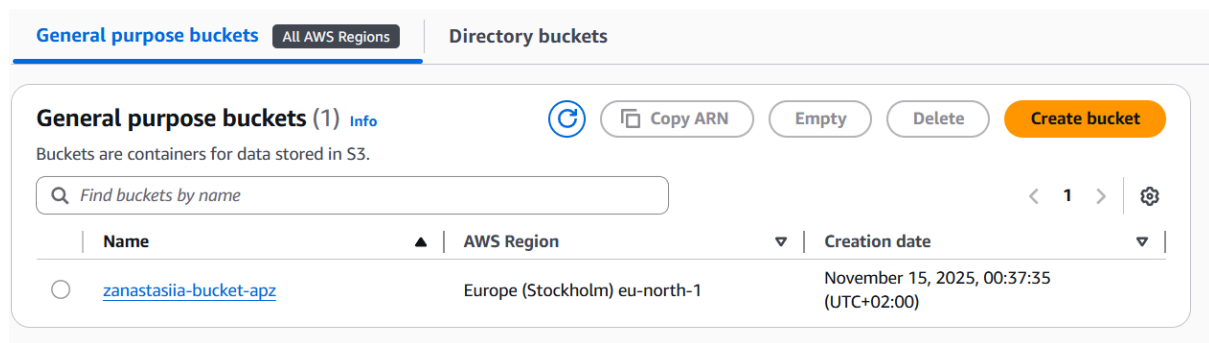 General purpose buckets All AWS Regions Directory buckets
General purpose buckets (1) Info Copy ARN Empty Delete Create bucket
Buckets are containers for data stored in S3.
Find buckets by name 1
Name AWS Region Creation date
zanastasiia-bucket-apz Europe (Stockholm) eu-north-1 November 15, 2025, 00:37:35
(UTC+02:00)